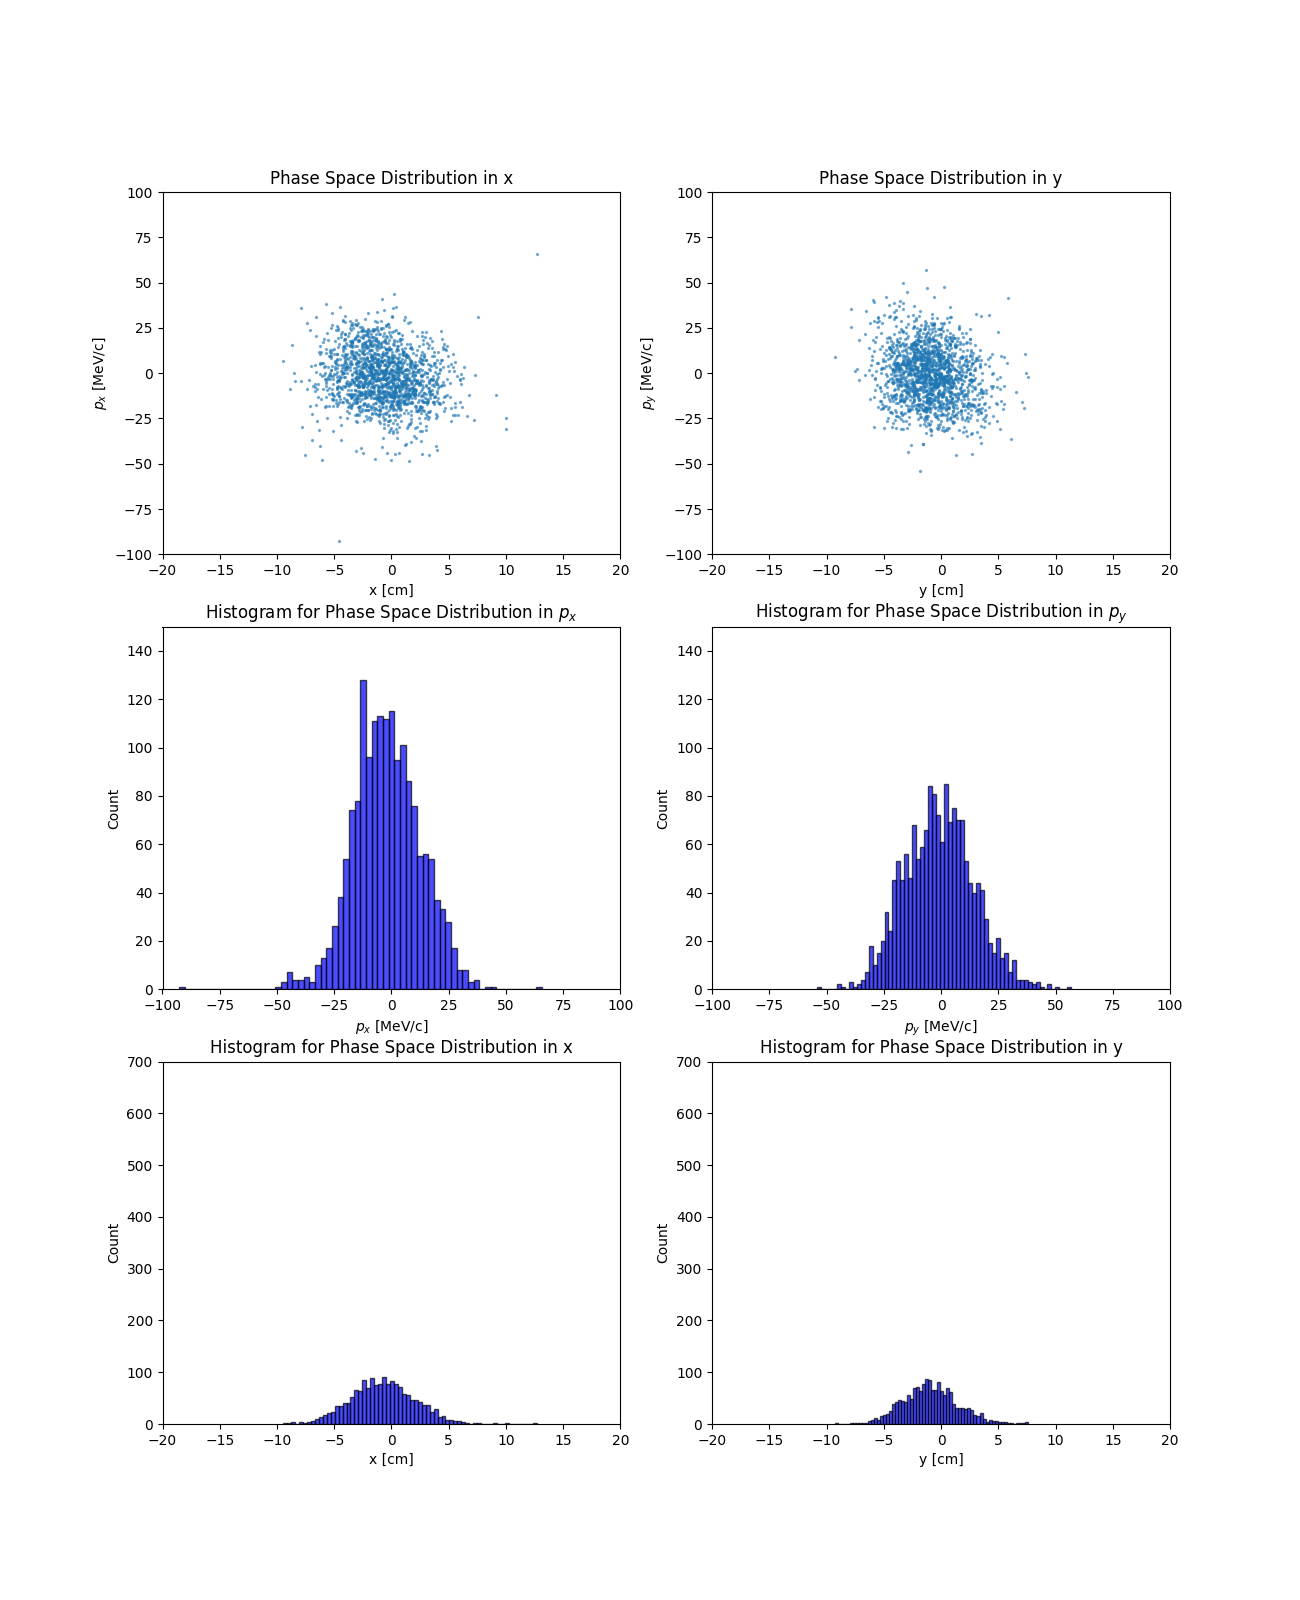 Phase Space Distribution in x
100
75
50
25
0
−25
−50
−75
−100
p_x [MeV/c]
−20 −15 −10 −5 0 5 10 15 20
x [cm]
Phase Space Distribution in y
100
75
50
25
0
−25
−50
−75
−100
p_y [MeV/c]
−20 −15 −10 −5 0 5 10 15 20
y [cm]
Histogram for Phase Space Distribution in p_x
140
120
100
80
60
40
20
0
Count
−100 −75 −50 −25 0 25 50 75 100
p_x [MeV/c]
Histogram for Phase Space Distribution in p_y
140
120
100
80
60
40
20
0
Count
−100 −75 −50 −25 0 25 50 75 100
p_y [MeV/c]
Histogram for Phase Space Distribution in x
700
600
500
400
300
200
100
0
Count
−20 −15 −10 −5 0 5 10 15 20
x [cm]
Histogram for Phase Space Distribution in y
700
600
500
400
300
200
100
0
Count
−20 −15 −10 −5 0 5 10 15 20
y [cm]